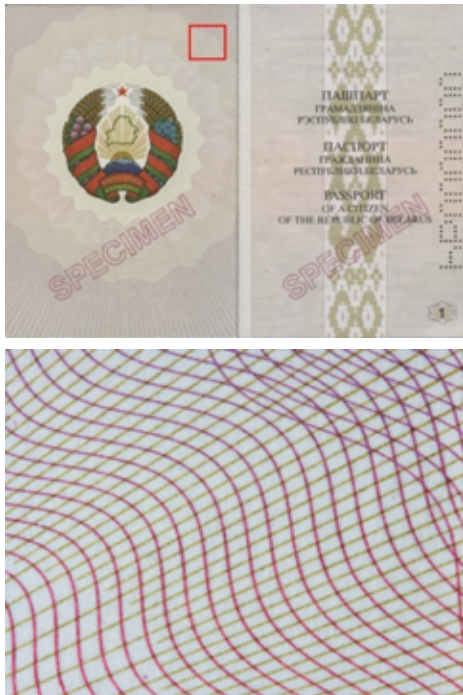 SPECIMEN
ПАШПАРТ
ГРАМАДЗЯНІНА
РЭСПУБЛІКІ БЕЛАРУСЬ
ПАСПОРТ
ГРАЖДАНИНА
РЕСПУБЛИКИ БЕЛАРУСЬ
PASSPORT
OF A CITIZEN
OF THE REPUBLIC OF BELARUS
SPECIMEN
1